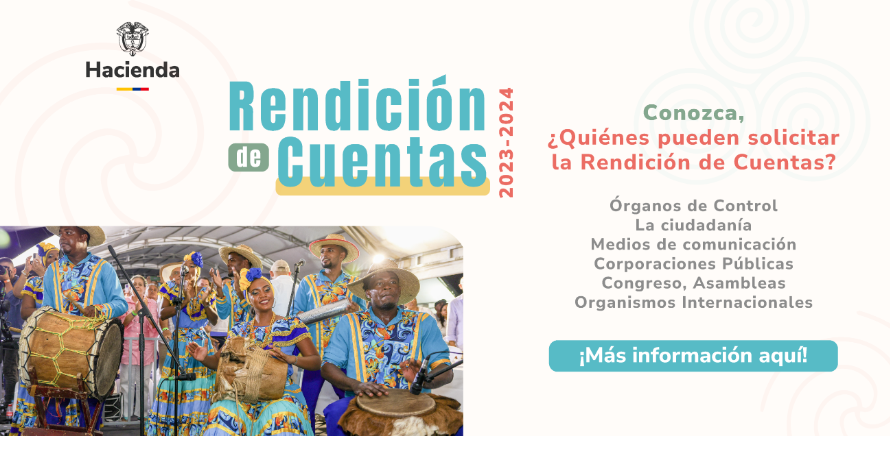 Hacienda
Rendición
de Cuentas
2023-2024
Conozca,
¿Quiénes pueden solicitar
la Rendición de Cuentas?
Órganos de Control
La ciudadanía
Medios de comunicación
Corporaciones Públicas
Congreso, Asambleas
Organismos Internacionales
¡Más información aquí!